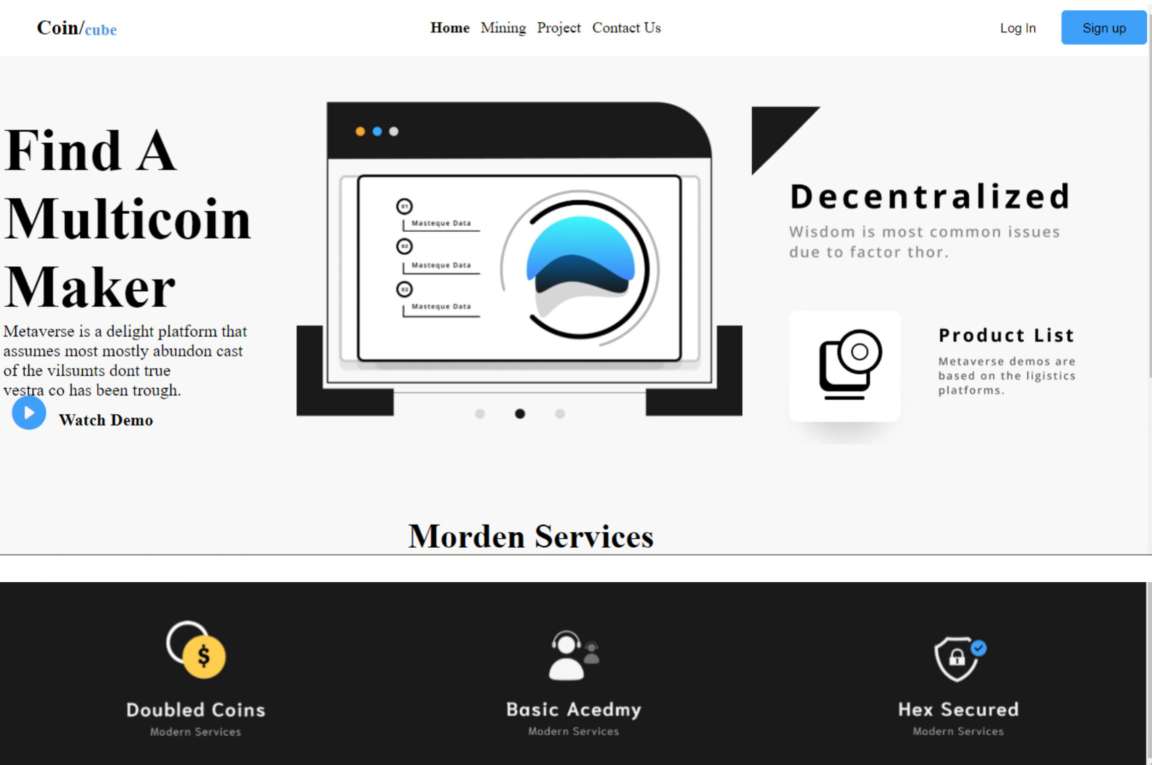 Coin/cube
Home Mining Project Contact Us
Log In
Sign up
Find A
Multicoin
Maker
Metaverse is a delight platform that
assumes most mostly abundon cast
of the vilsumts dont true
vestra co has been trough.
Watch Demo
01
Masteque Data
02
Masteque Data
03
Masteque Data
Decentralized
Wisdom is most common issues
due to factor thor.
Product List
Metaverse demos are
based on the ligistics
platforms.
Morden Services
$
Doubled Coins
Modern Services
Basic Acedmy
Modern Services
Hex Secured
Modern Services